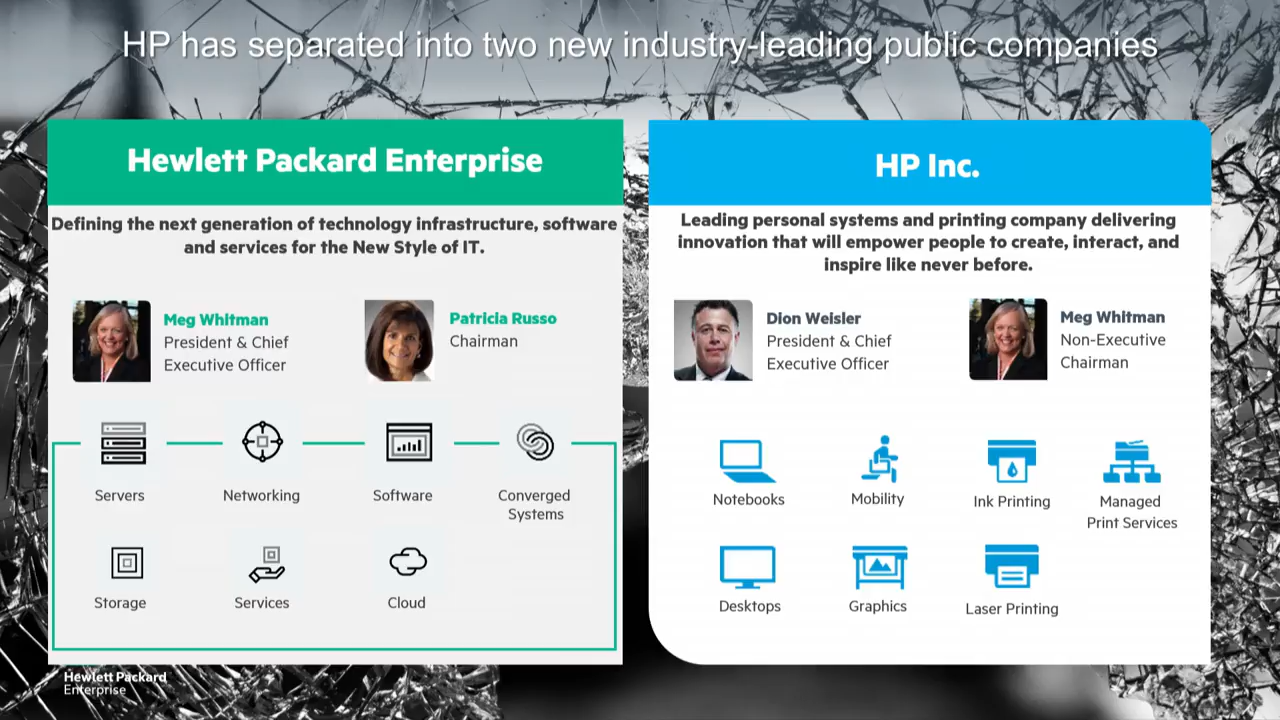 HP has separated into two new industry-leading public companies
Hewlett Packard Enterprise
Defining the next generation of technology infrastructure, software
and services for the New Style of IT.
Meg Whitman
President & Chief
Executive Officer
Patricia Russo
Chairman
Servers
Networking
Software
Converged
Systems
Storage
Services
Cloud
HP Inc.
Leading personal systems and printing company delivering
innovation that will empower people to create, interact, and
inspire like never before.
Dion Weisler
President & Chief
Executive Officer
Meg Whitman
Non-Executive
Chairman
Notebooks
Mobility
Ink Printing
Managed
Print Services
Desktops
Graphics
Laser Printing
Hewlett Packard
Enterprise